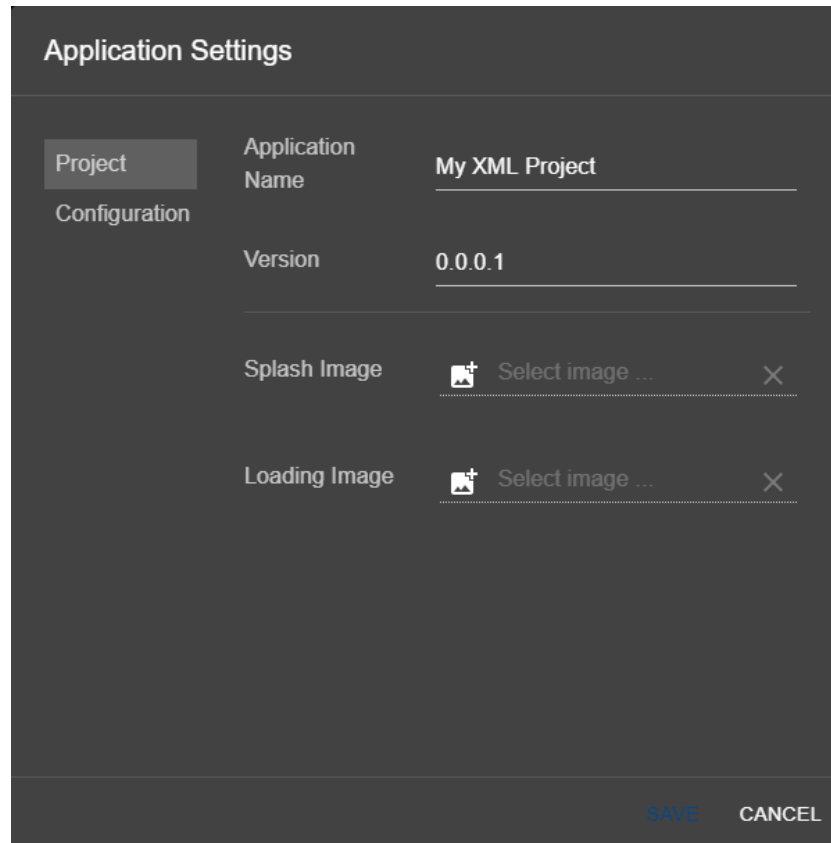 Application Settings
Project
Configuration
Application
Name
My XML Project
Version
0.0.0.1
Splash Image
Select image ...
Loading Image
Select image ...
SAVE
CANCEL